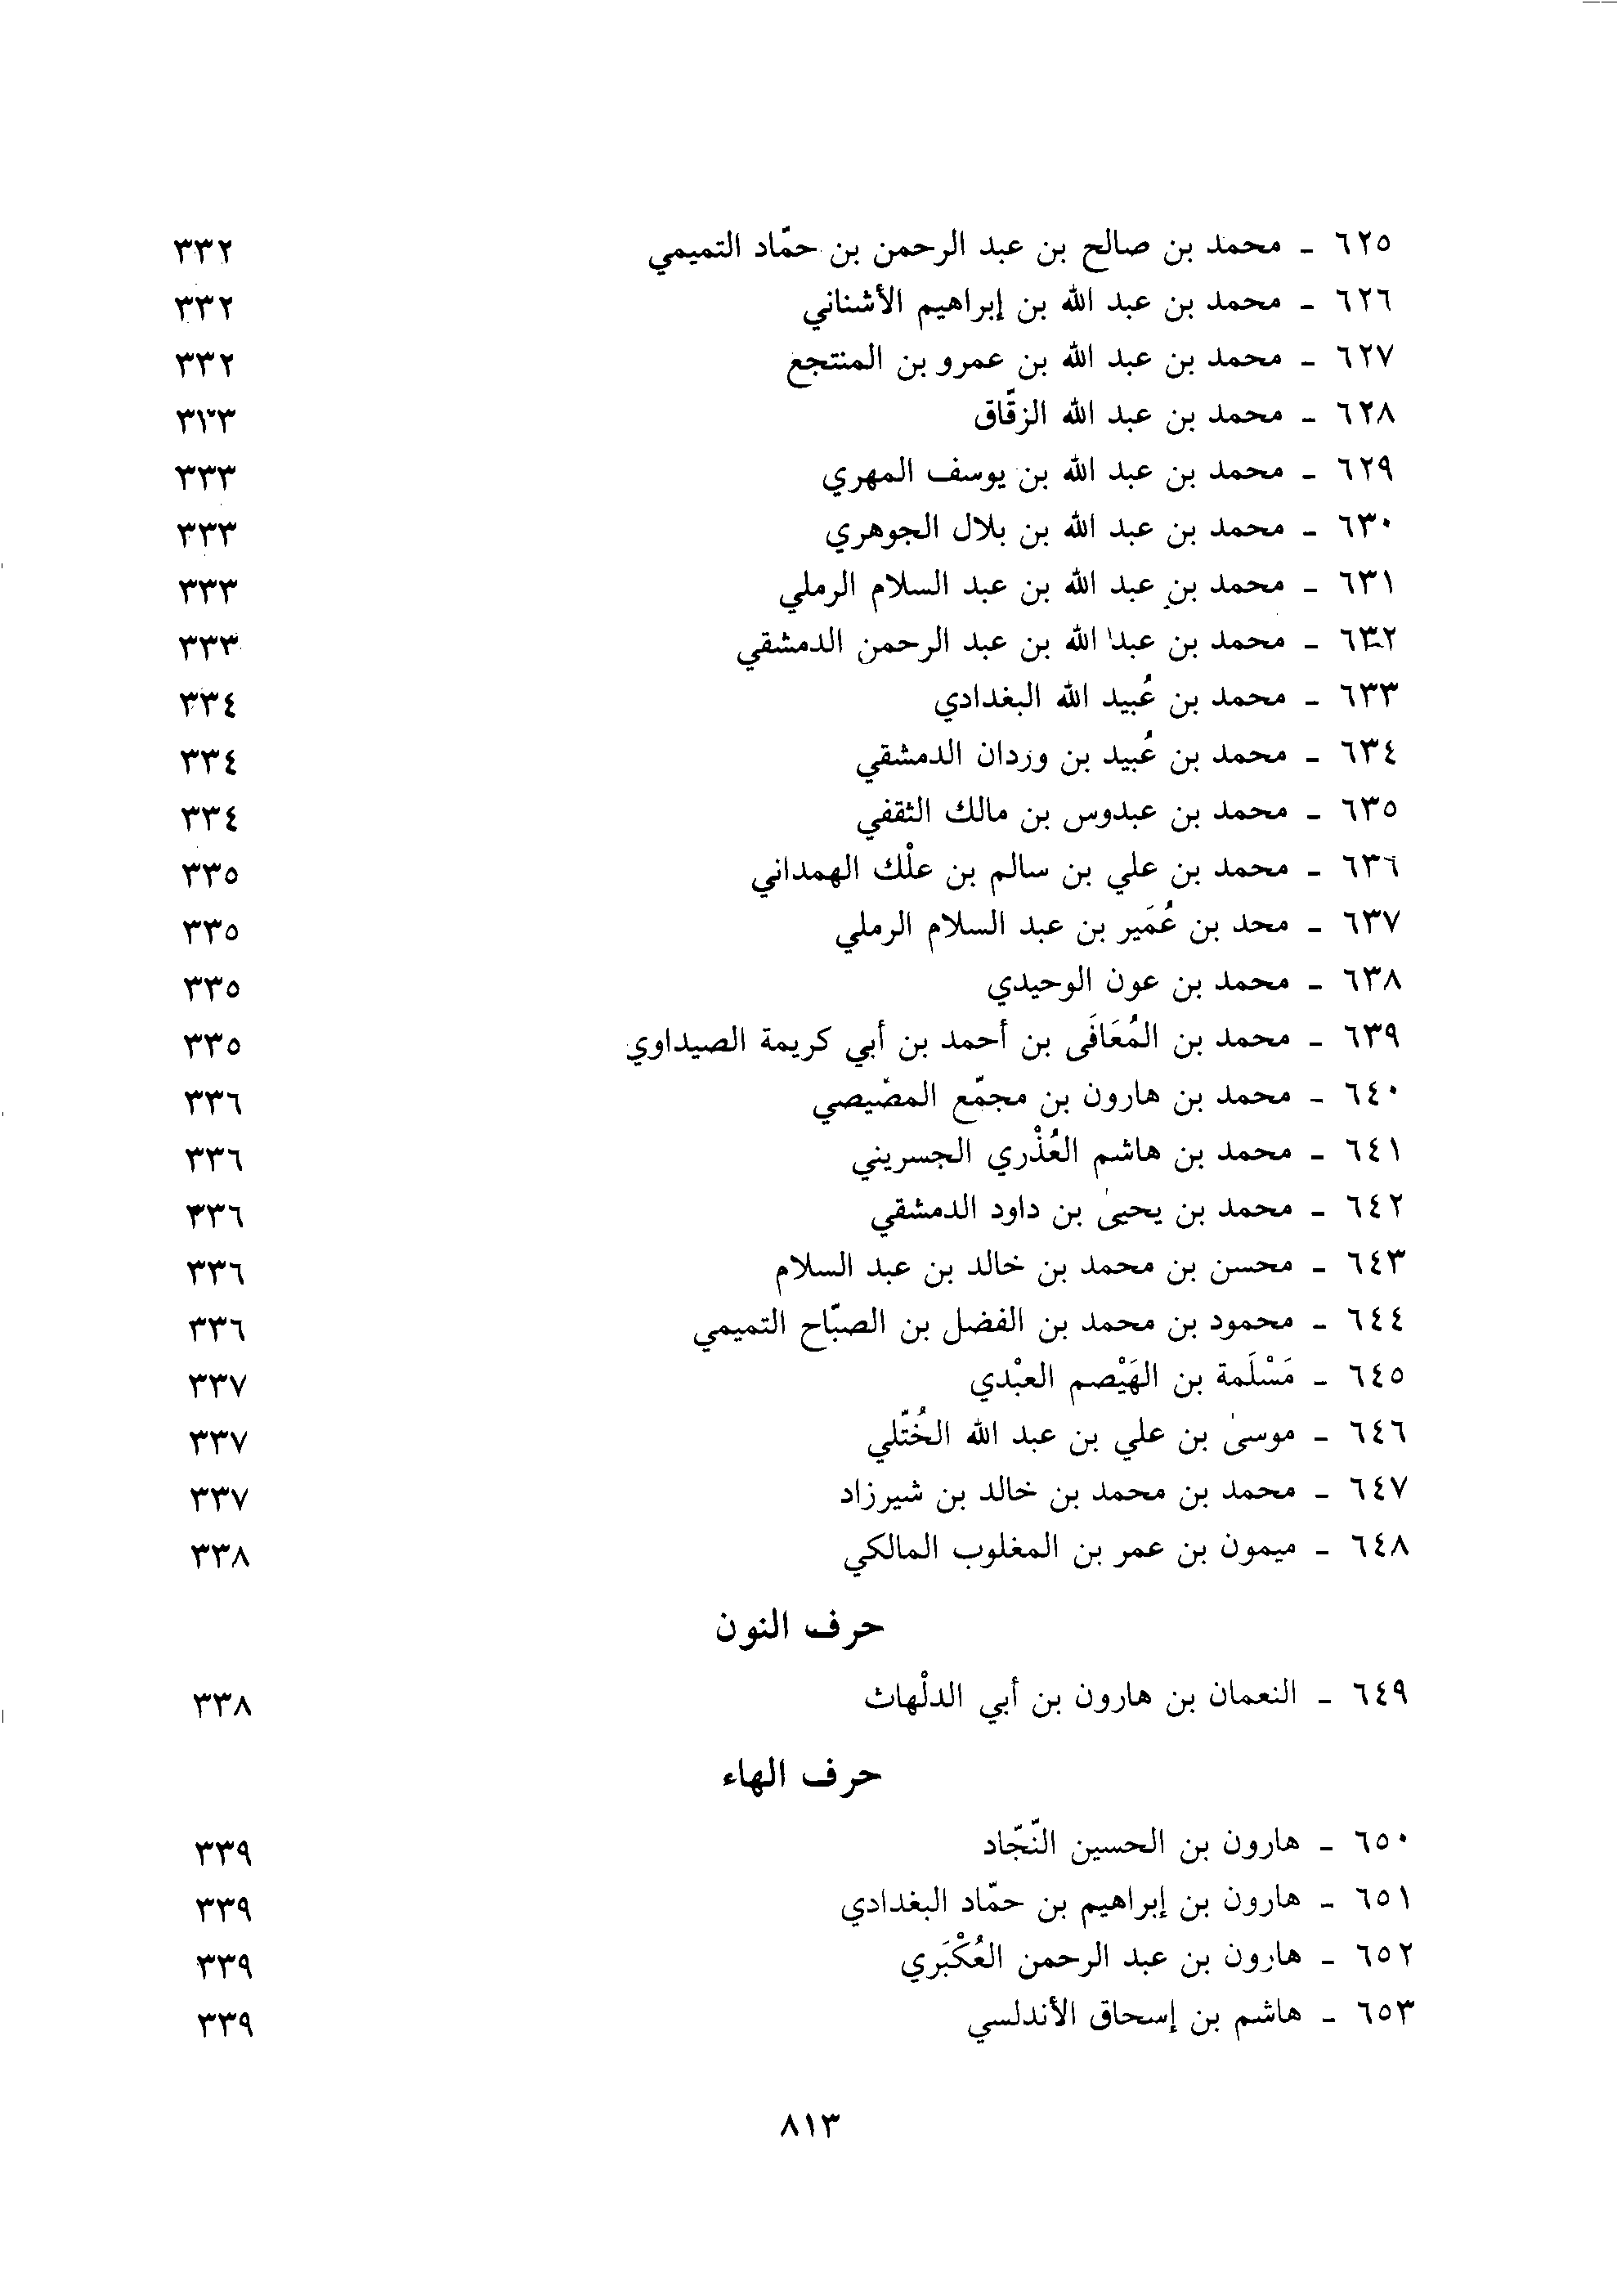 ٦٢٥ ـ محمد بن صالح بن عبد الرحمن بن حمّاد التميمي ٣٣٢
٦٢٦ ـ محمد بن عبد الله بن إبراهيم الأشناني ٣٣٢
٦٢٧ ـ محمد بن عبد الله بن عمرو بن المنتجع ٣٣٢
٦٢٨ ـ محمد بن عبد الله الزقّاق ٣٣٣
٦٢٩ ـ محمد بن عبد الله بن يوسف المهري ٣٣٣
٦٣٠ ـ محمد بن عبد الله بن بلال الجوهري ٣٣٣
٦٣١ ـ محمد بن عبد الله بن عبد السلام الرملي ٣٣٣
٦٣٢ ـ محمد بن عبد الله بن عبد الرحمن الدمشقي ٣٣٣
٦٣٣ ـ محمد بن عُبيد الله البغدادي ٣٣٤
٦٣٤ ـ محمد بن عُبيد بن وردان الدمشقي ٣٣٤
٦٣٥ ـ محمد بن عبدوس بن مالك الثقفي ٣٣٤
٦٣٦ ـ محمد بن علي بن سالم بن علْك الهمداني ٣٣٥
٦٣٧ ـ محد بن عُمَير بن عبد السلام الرملي ٣٣٥
٦٣٨ ـ محمد بن عون الوحيدي ٣٣٥
٦٣٩ ـ محمد بن المُعَافَى بن أحمد بن أبي كريمة الصيداوي ٣٣٥
٦٤٠ ـ محمد بن هارون بن مجمّع المصّيصي ٣٣٦
٦٤١ ـ محمد بن هاشم العُذْري الجسريني ٣٣٦
٦٤٢ ـ محمد بن يحيىٰ بن داود الدمشقي ٣٣٦
٦٤٣ ـ محسن بن محمد بن خالد بن عبد السلام ٣٣٦
٦٤٤ ـ محمود بن محمد بن الفضل بن الصبّاح التميمي ٣٣٦
٦٤٥ ـ مَسْلَمة بن الهَيْصم العبْدي ٣٣٧
٦٤٦ ـ موسىٰ بن علي بن عبد الله الخُتّلي ٣٣٧
٦٤٧ ـ محمد بن محمد بن خالد بن شيرزاد ٣٣٧
٦٤٨ ـ ميمون بن عمر بن المغلوب المالكي ٣٣٨
حرف النون
٦٤٩ ـ النعمان بن هارون بن أبي الدلْهاث ٣٣٨
حرف الهاء
٦٥٠ ـ هارون بن الحسين النّجّاد ٣٣٩
٦٥١ ـ هارون بن إبراهيم بن حمّاد البغدادي ٣٣٩
٦٥٢ ـ هارون بن عبد الرحمن العُكْبَري ٣٣٩
٦٥٣ ـ هاشم بن إسحاق الأندلسي ٣٣٩
٨١٣